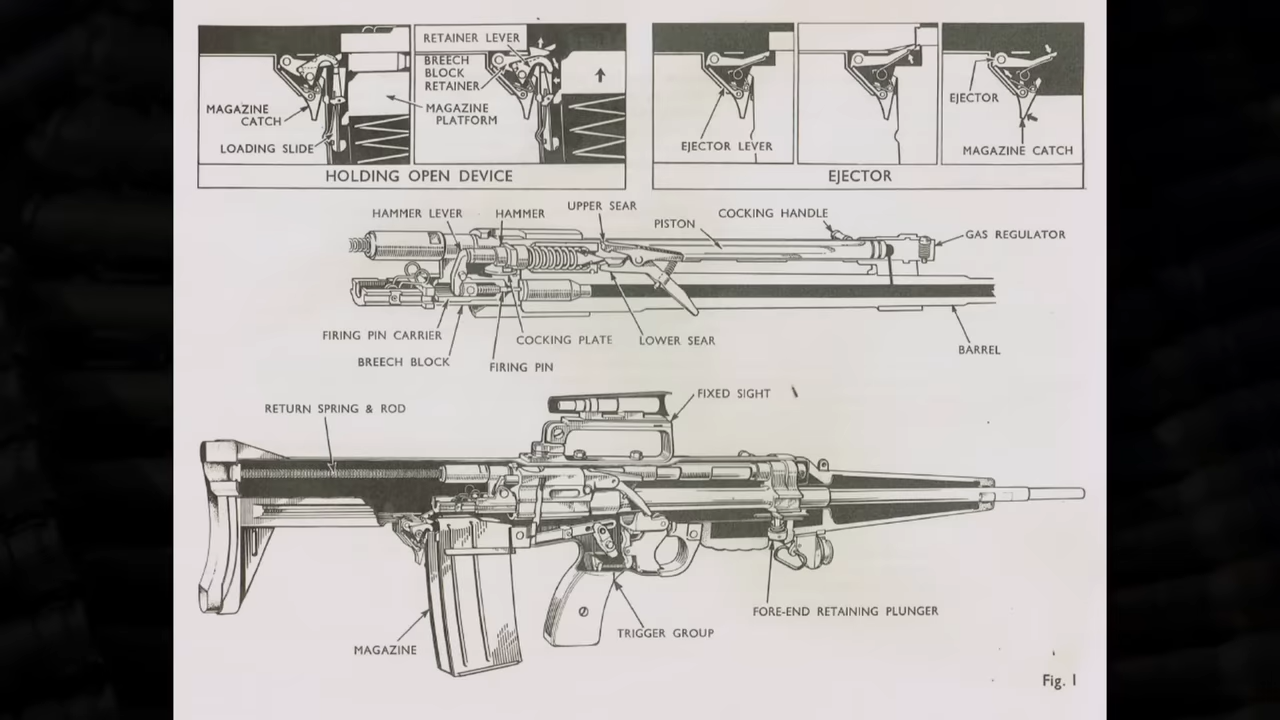 RETAINER LEVER
BREECH
BLOCK
RETAINER
MAGAZINE
CATCH
MAGAZINE
PLATFORM
LOADING SLIDE
HOLDING OPEN DEVICE
EJECTOR LEVER
EJECTOR
MAGAZINE CATCH
EJECTOR
HAMMER LEVER
HAMMER
UPPER SEAR
PISTON
COCKING HANDLE
GAS REGULATOR
FIRING PIN CARRIER
BREECH BLOCK
FIRING PIN
COCKING PLATE
LOWER SEAR
BARREL
RETURN SPRING & ROD
FIXED SIGHT
MAGAZINE
TRIGGER GROUP
FORE-END RETAINING PLUNGER
Fig. 1